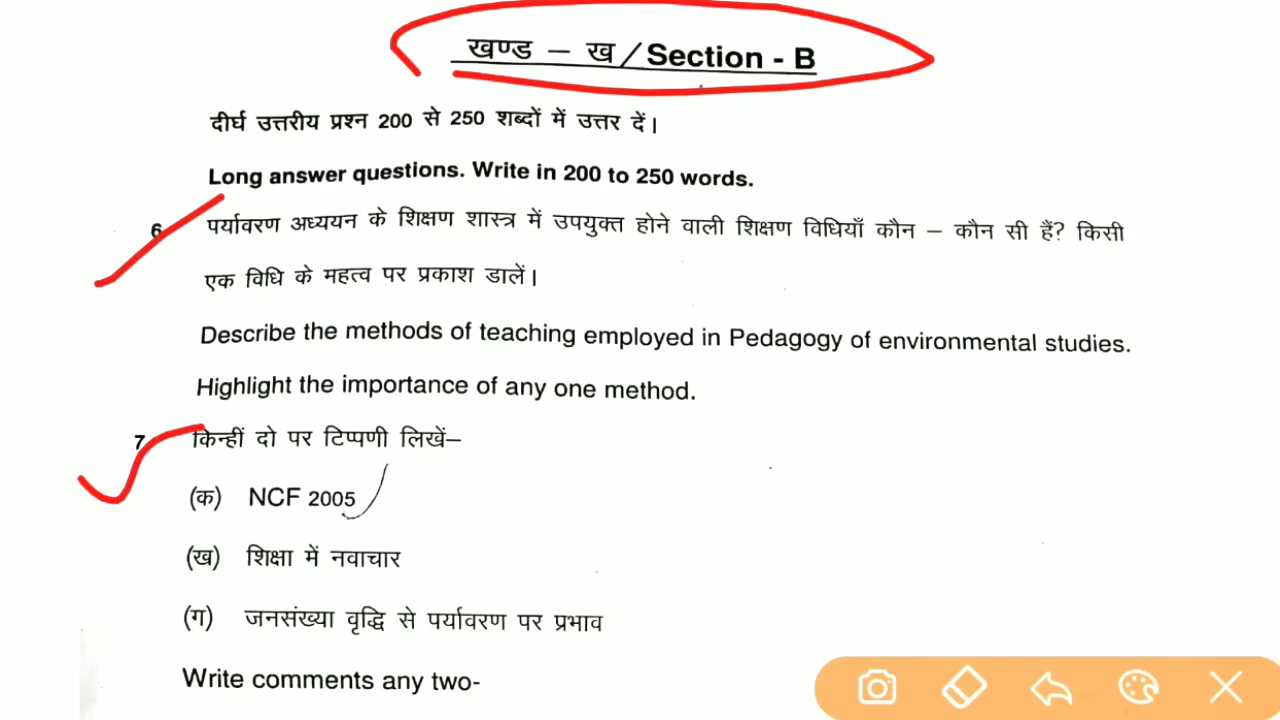 खण्ड – ख / Section - B
दीर्घ उत्तरीय प्रश्न 200 से 250 शब्दों में उत्तर दें।
Long answer questions. Write in 200 to 250 words.
6 पर्यावरण अध्ययन के शिक्षण शास्त्र में उपयुक्त होने वाली शिक्षण विधियाँ कौन – कौन सी हैं? किसी
एक विधि के महत्व पर प्रकाश डालें।
Describe the methods of teaching employed in Pedagogy of environmental studies.
Highlight the importance of any one method.
7 किन्हीं दो पर टिप्पणी लिखें–
(क) NCF 2005
(ख) शिक्षा में नवाचार
(ग) जनसंख्या वृद्धि से पर्यावरण पर प्रभाव
Write comments any two-